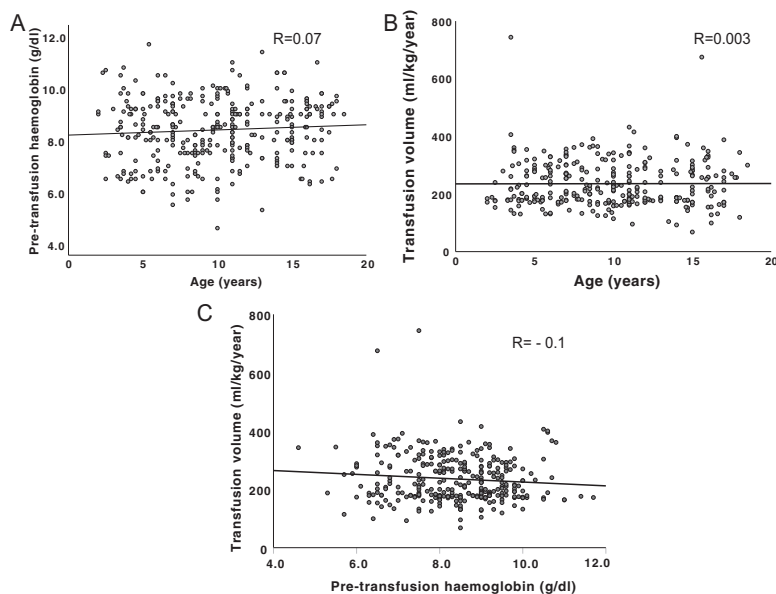 A
R=0.07
Pre-transfusion haemoglobin (g/dl)
12.0
10.0
8.0
6.0
4.0
0
5
10
15
20
Age (years)
B
R=0.003
Transfusion volume (ml/kg/year)
800
600
400
200
0
0
5
10
15
20
Age (years)
C
R= - 0.1
Transfusion volume (ml/kg/year)
800
600
400
200
0
4.0
6.0
8.0
10.0
12.0
Pre-transfusion haemoglobin (g/dl)